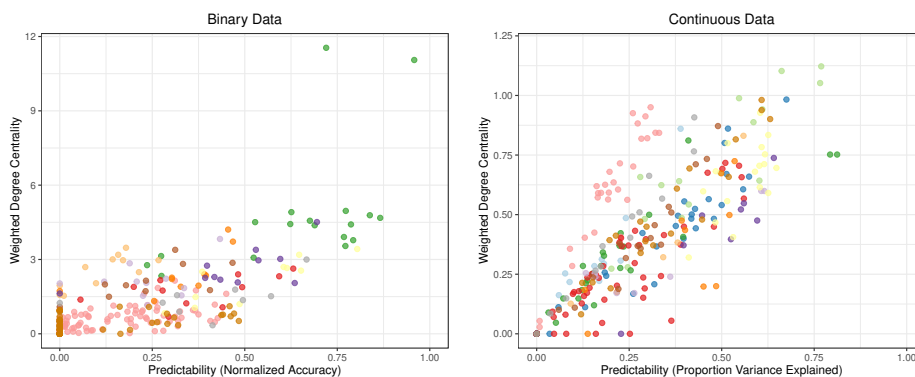 Binary Data
Weighted Degree Centrality
12
9
6
3
0
0.00 0.25 0.50 0.75 1.00
Predictability (Normalized Accuracy)
Continuous Data
Weighted Degree Centrality
1.25
1.00
0.75
0.50
0.25
0.00
0.00 0.25 0.50 0.75 1.00
Predictability (Proportion Variance Explained)